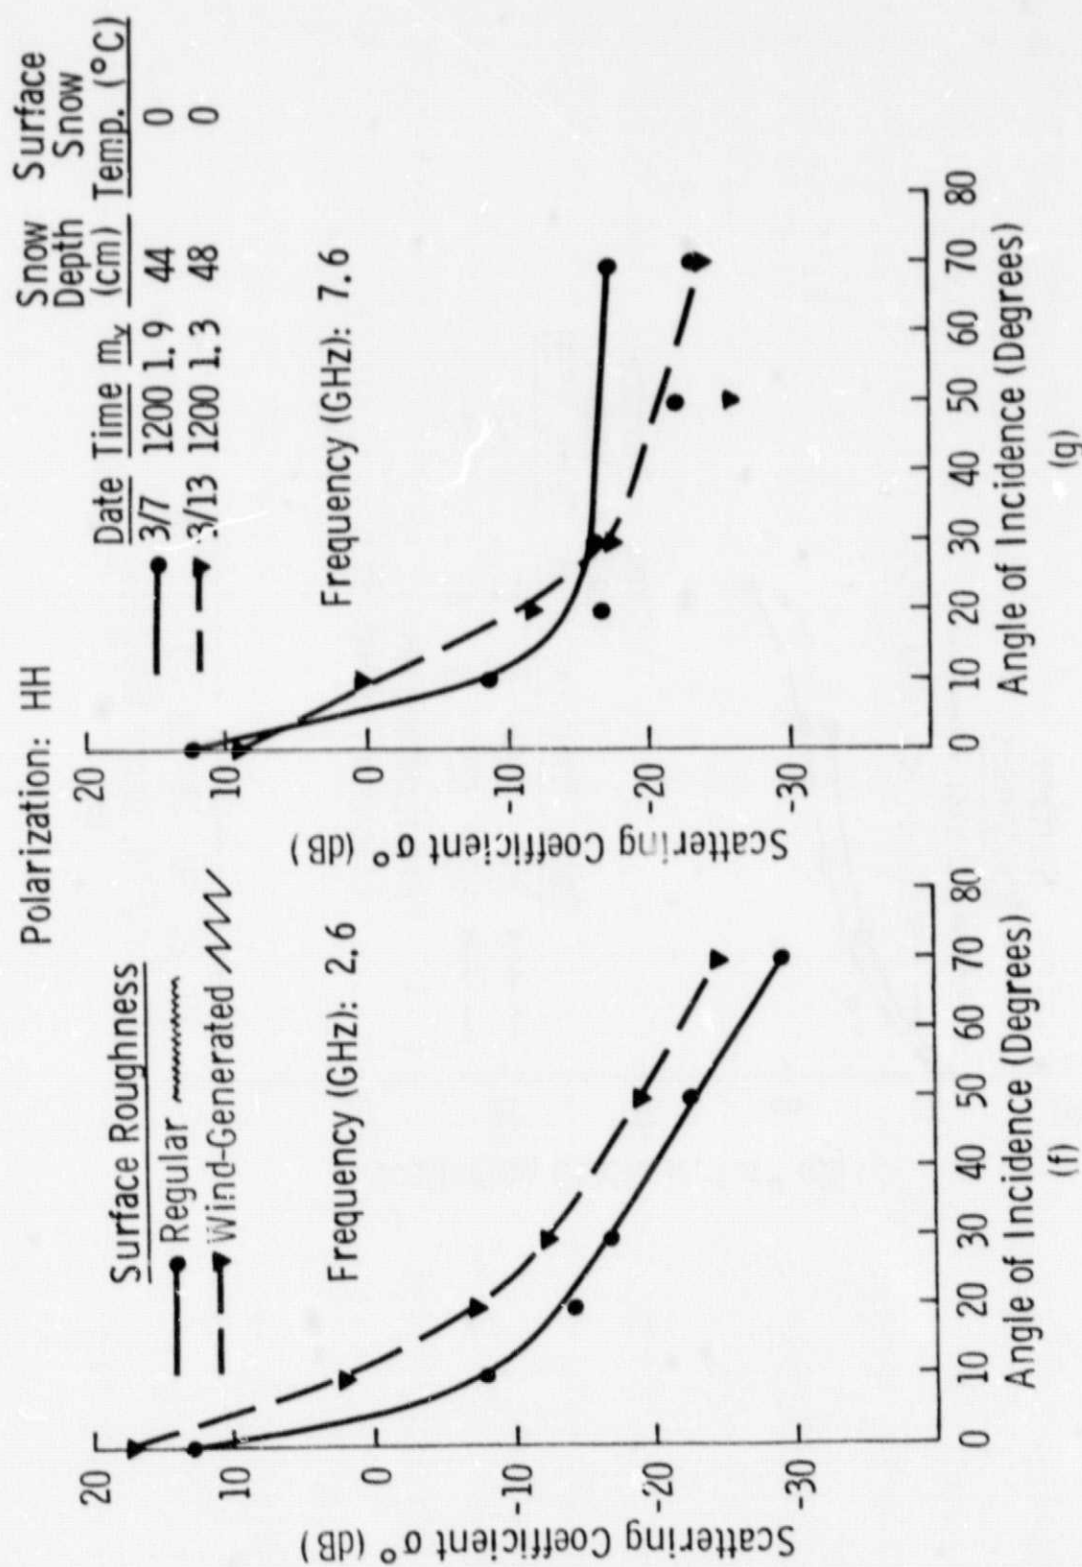 Polarization: HH
Surface Roughness
Regular
Wind-Generated
Frequency (GHz): 2.6
20
10
0
-10
-20
-30
Scattering Coefficient σ° (dB)
0 10 20 30 40 50 60 70 80
Angle of Incidence (Degrees)
(f)
Snow Surface
Depth Snow
Date Time mv (cm) Temp. (°C)
3/7 1200 1.9 44 0
3/13 1200 1.3 48 0
Frequency (GHz): 7.6
20
10
0
-10
-20
-30
Scattering Coefficient σ° (dB)
0 10 20 30 40 50 60 70 80
Angle of Incidence (Degrees)
(g)